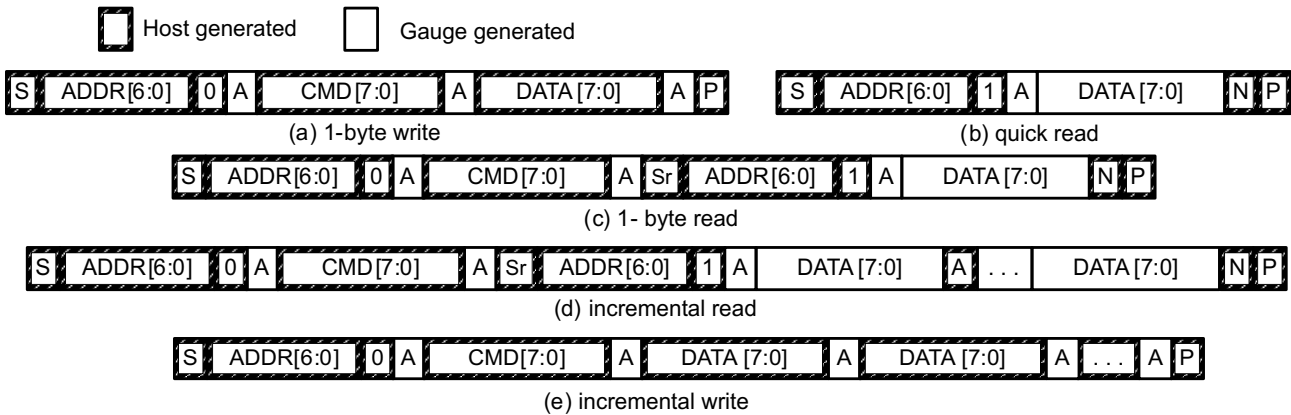 Host generated Gauge generated
S ADDR[6:0] 0 A CMD[7:0] A DATA[7:0] A P S ADDR[6:0] 1 A DATA[7:0] N P
(a) 1-byte write (b) quick read
S ADDR[6:0] 0 A CMD[7:0] A Sr ADDR[6:0] 1 A DATA[7:0] N P
(c) 1- byte read
S ADDR[6:0] 0 A CMD[7:0] A Sr ADDR[6:0] 1 A DATA[7:0] A . . . DATA[7:0] N P
(d) incremental read
S ADDR[6:0] 0 A CMD[7:0] A DATA[7:0] A DATA[7:0] A . . . A P
(e) incremental write